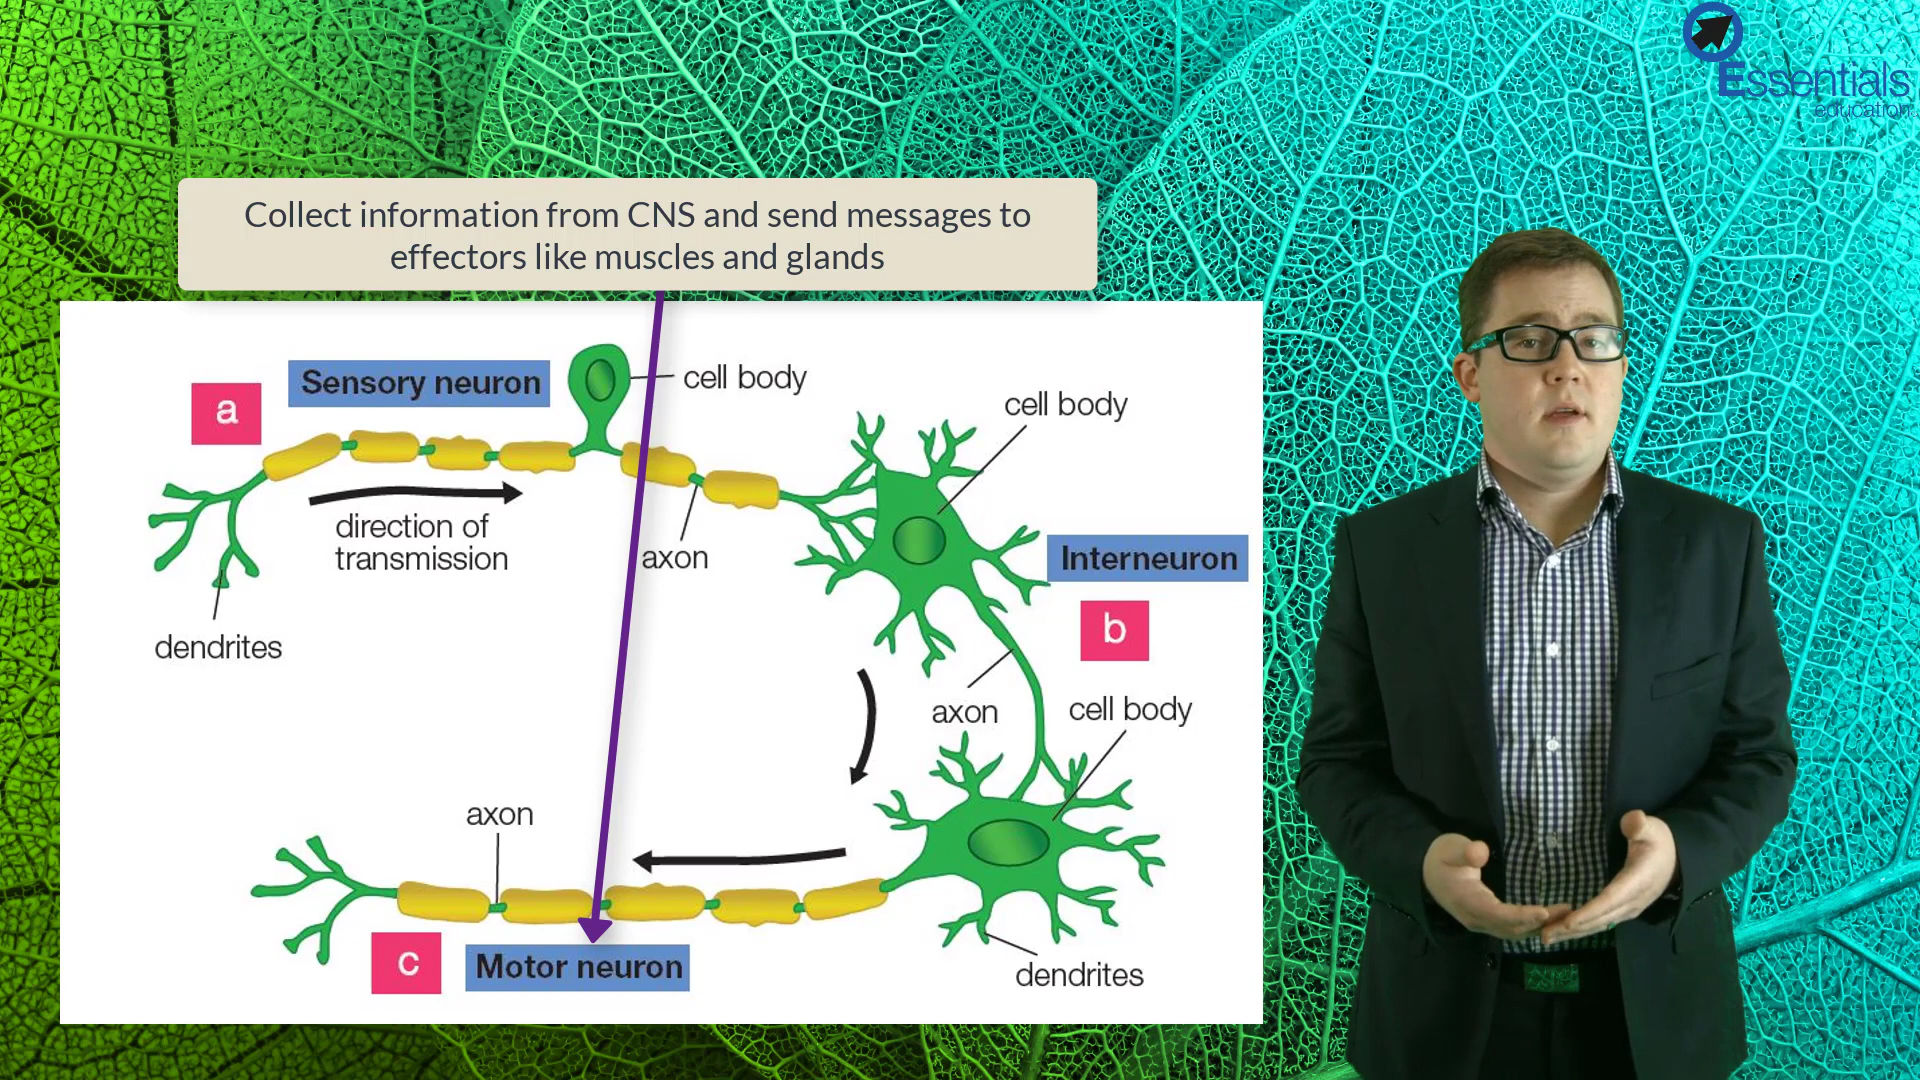 Essentials
education
Collect information from CNS and send messages to
effectors like muscles and glands
a
Sensory neuron
cell body
cell body
direction of
transmission
axon
Interneuron
b
dendrites
axon
cell body
axon
c
Motor neuron
dendrites